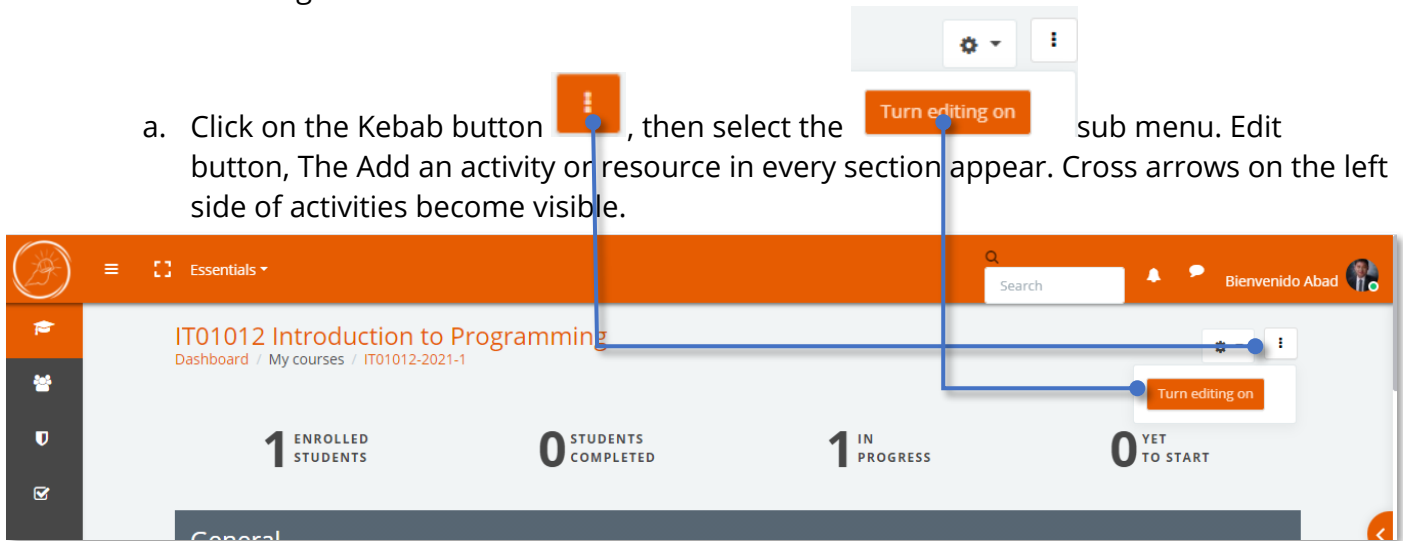 Turn editing on
a. Click on the Kebab button , then select the sub menu. Edit
button, The Add an activity or resource in every section appear. Cross arrows on the left
side of activities become visible.
Essentials
Search
Bienvenido Abad
IT01012 Introduction to Programming
Dashboard / My courses / IT01012-2021-1
Turn editing on
1 ENROLLED STUDENTS
0 STUDENTS COMPLETED
1 IN PROGRESS
0 YET TO START
General